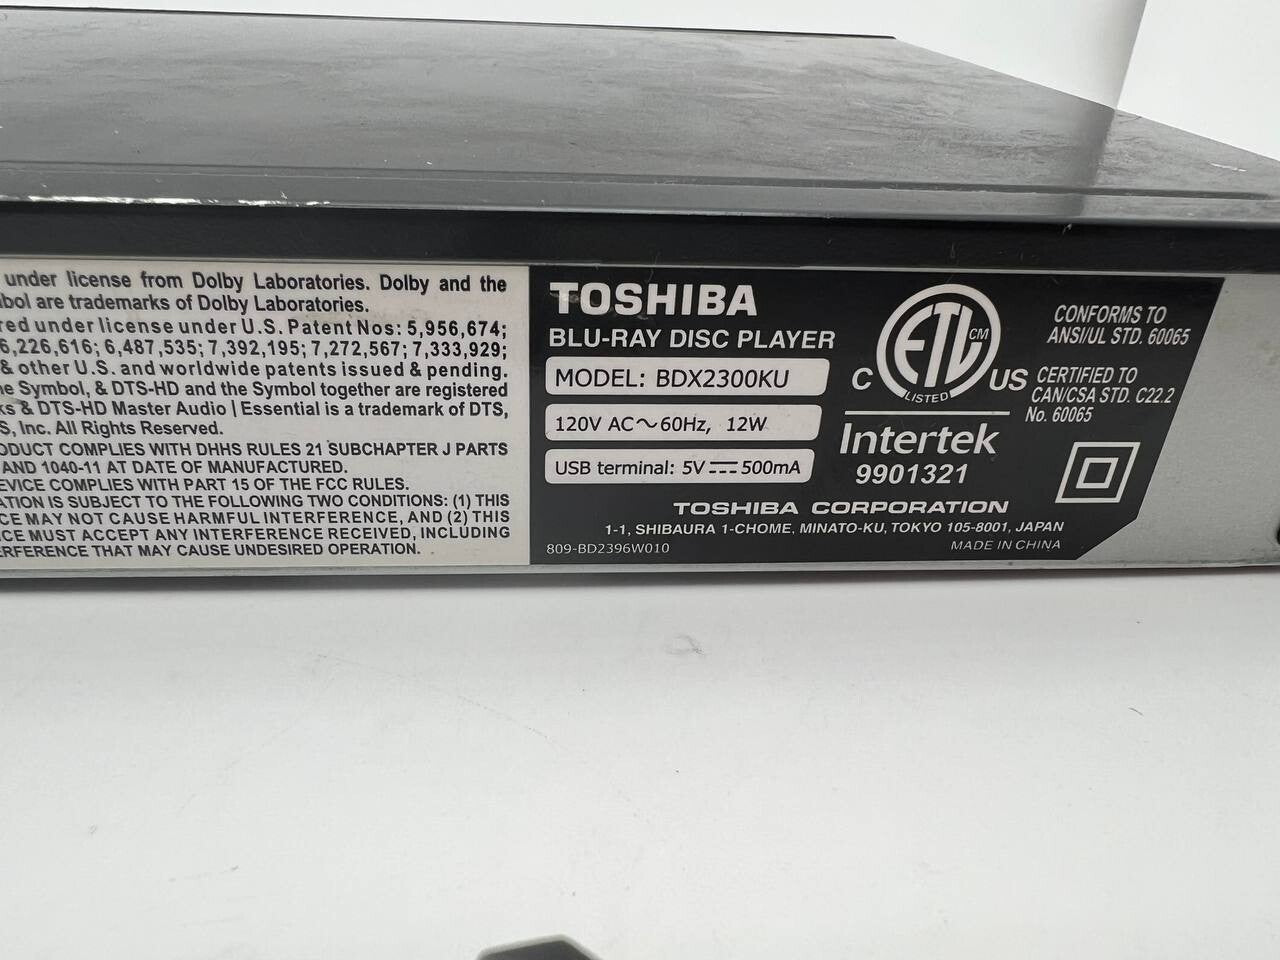 under license from Dolby Laboratories. Dolby and the
bol are trademarks of Dolby Laboratories.
red under license under U.S. Patent Nos: 5,956,674;
6,226,616; 6,487,535; 7,392,195; 7,272,567; 7,333,929;
& other U.S. and worldwide patents issued & pending.
he Symbol, & DTS-HD and the Symbol together are registered
ks & DTS-HD Master Audio | Essential is a trademark of DTS,
S, Inc. All Rights Reserved.
ODUCT COMPLIES WITH DHHS RULES 21 SUBCHAPTER J PARTS
AND 1040-11 AT DATE OF MANUFACTURED.
EVICE COMPLIES WITH PART 15 OF THE FCC RULES.
ATION IS SUBJECT TO THE FOLLOWING TWO CONDITIONS: (1) THIS
CE MAY NOT CAUSE HARMFUL INTERFERENCE, AND (2) THIS
ICE MUST ACCEPT ANY INTERFERENCE RECEIVED, INCLUDING
ERFERENCE THAT MAY CAUSE UNDESIRED OPERATION.
TOSHIBA
BLU-RAY DISC PLAYER
MODEL: BDX2300KU
120V AC~60Hz, 12W
USB terminal: 5V⎓500mA
ETL CM
LISTED
C US
Intertek
9901321
CONFORMS TO
ANSI/UL STD. 60065
CERTIFIED TO
CAN/CSA STD. C22.2
No. 60065
TOSHIBA CORPORATION
1-1, SHIBAURA 1-CHOME, MINATO-KU, TOKYO 105-8001, JAPAN
809-BD2396W010
MADE IN CHINA